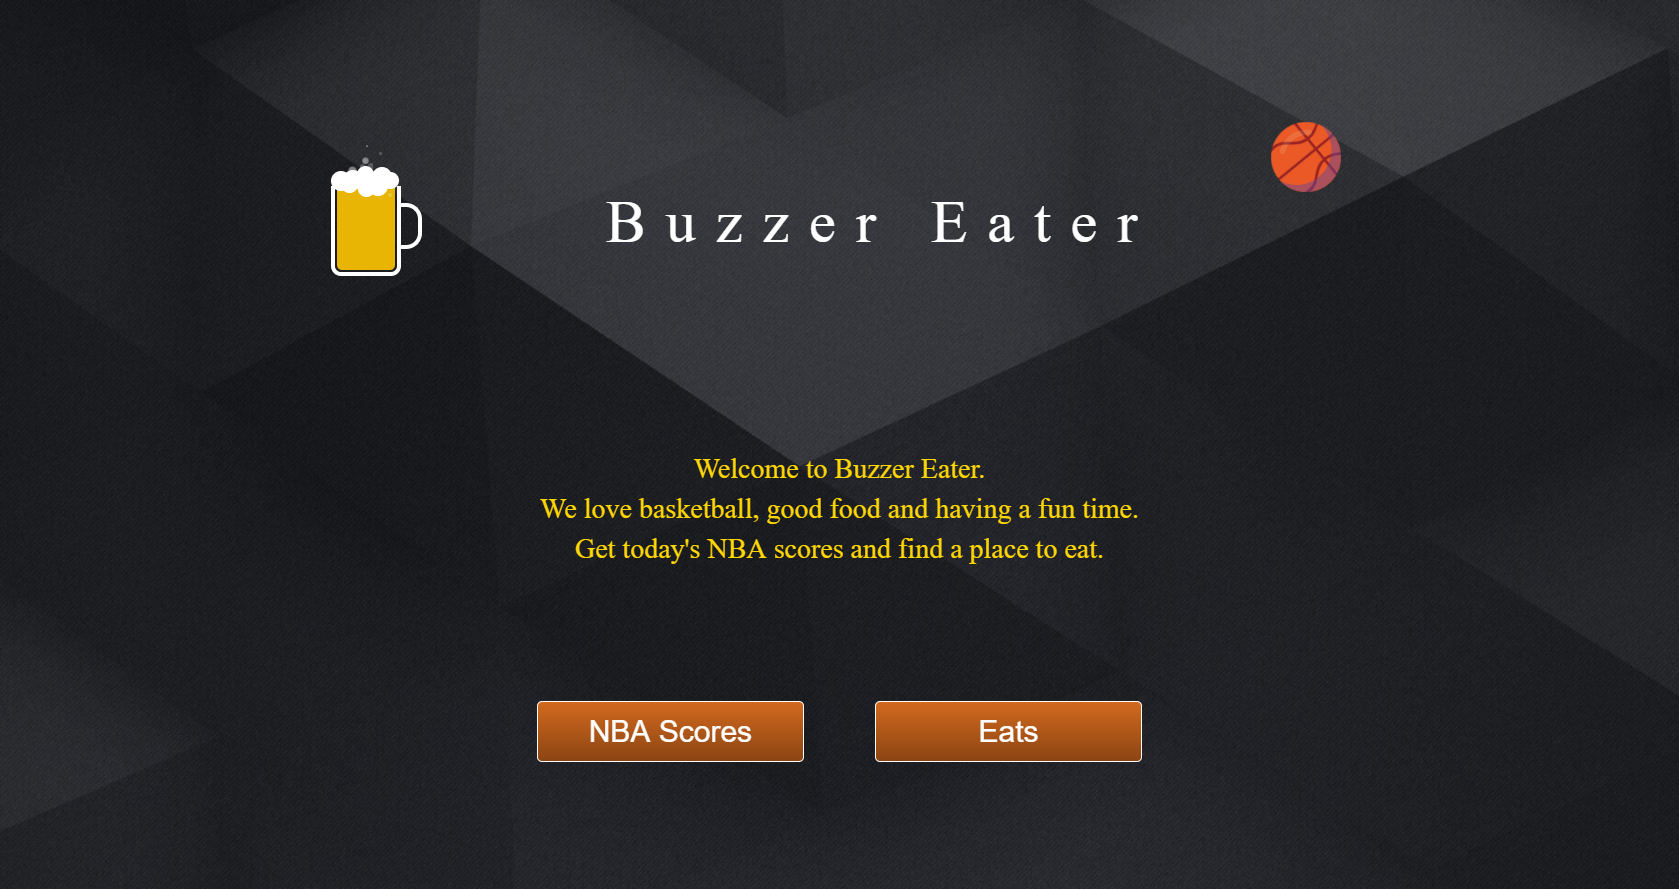 Buzzer Eater
Welcome to Buzzer Eater.
We love basketball, good food and having a fun time.
Get today's NBA scores and find a place to eat.
NBA Scores
Eats